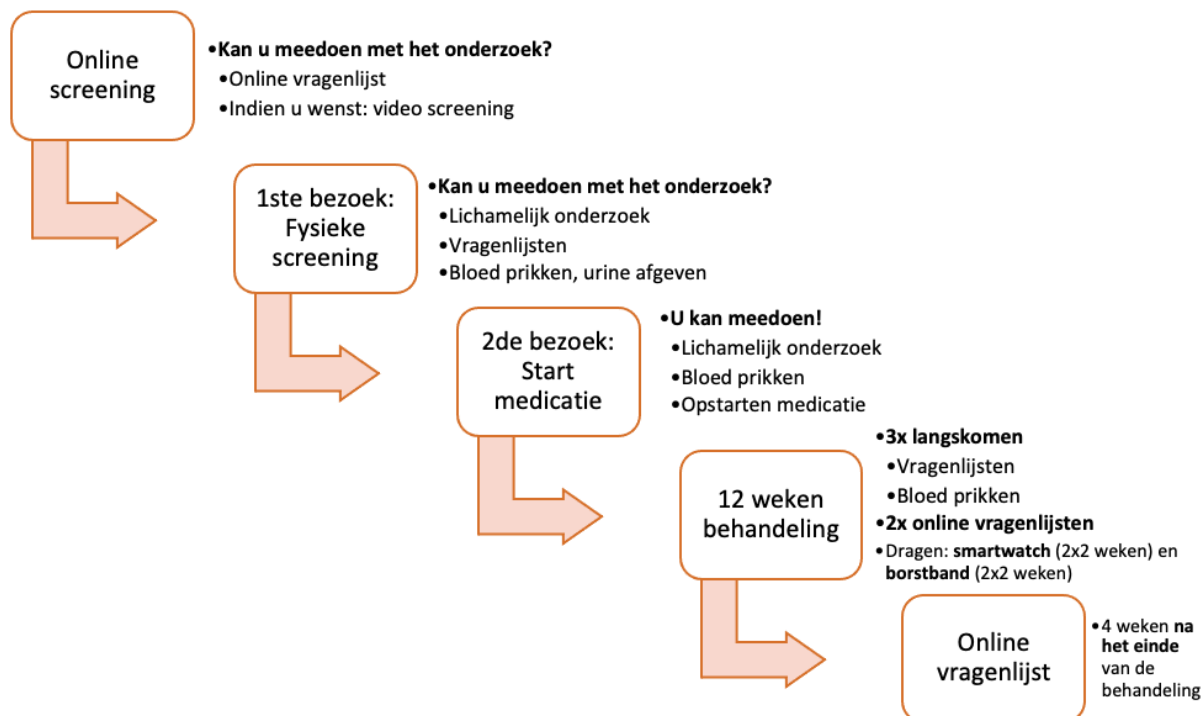 Online
screening
•Kan u meedoen met het onderzoek?
•Online vragenlijst
•Indien u wenst: video screening
1ste bezoek:
Fysieke
screening
•Kan u meedoen met het onderzoek?
•Lichamelijk onderzoek
•Vragenlijsten
•Bloed prikken, urine afgeven
2de bezoek:
Start
medicatie
•U kan meedoen!
•Lichamelijk onderzoek
•Bloed prikken
•Opstarten medicatie
12 weken
behandeling
•3x langskomen
•Vragenlijsten
•Bloed prikken
•2x online vragenlijsten
•Dragen: smartwatch (2x2 weken) en
borstband (2x2 weken)
Online
vragenlijst
•4 weken na
het einde
van de
behandeling